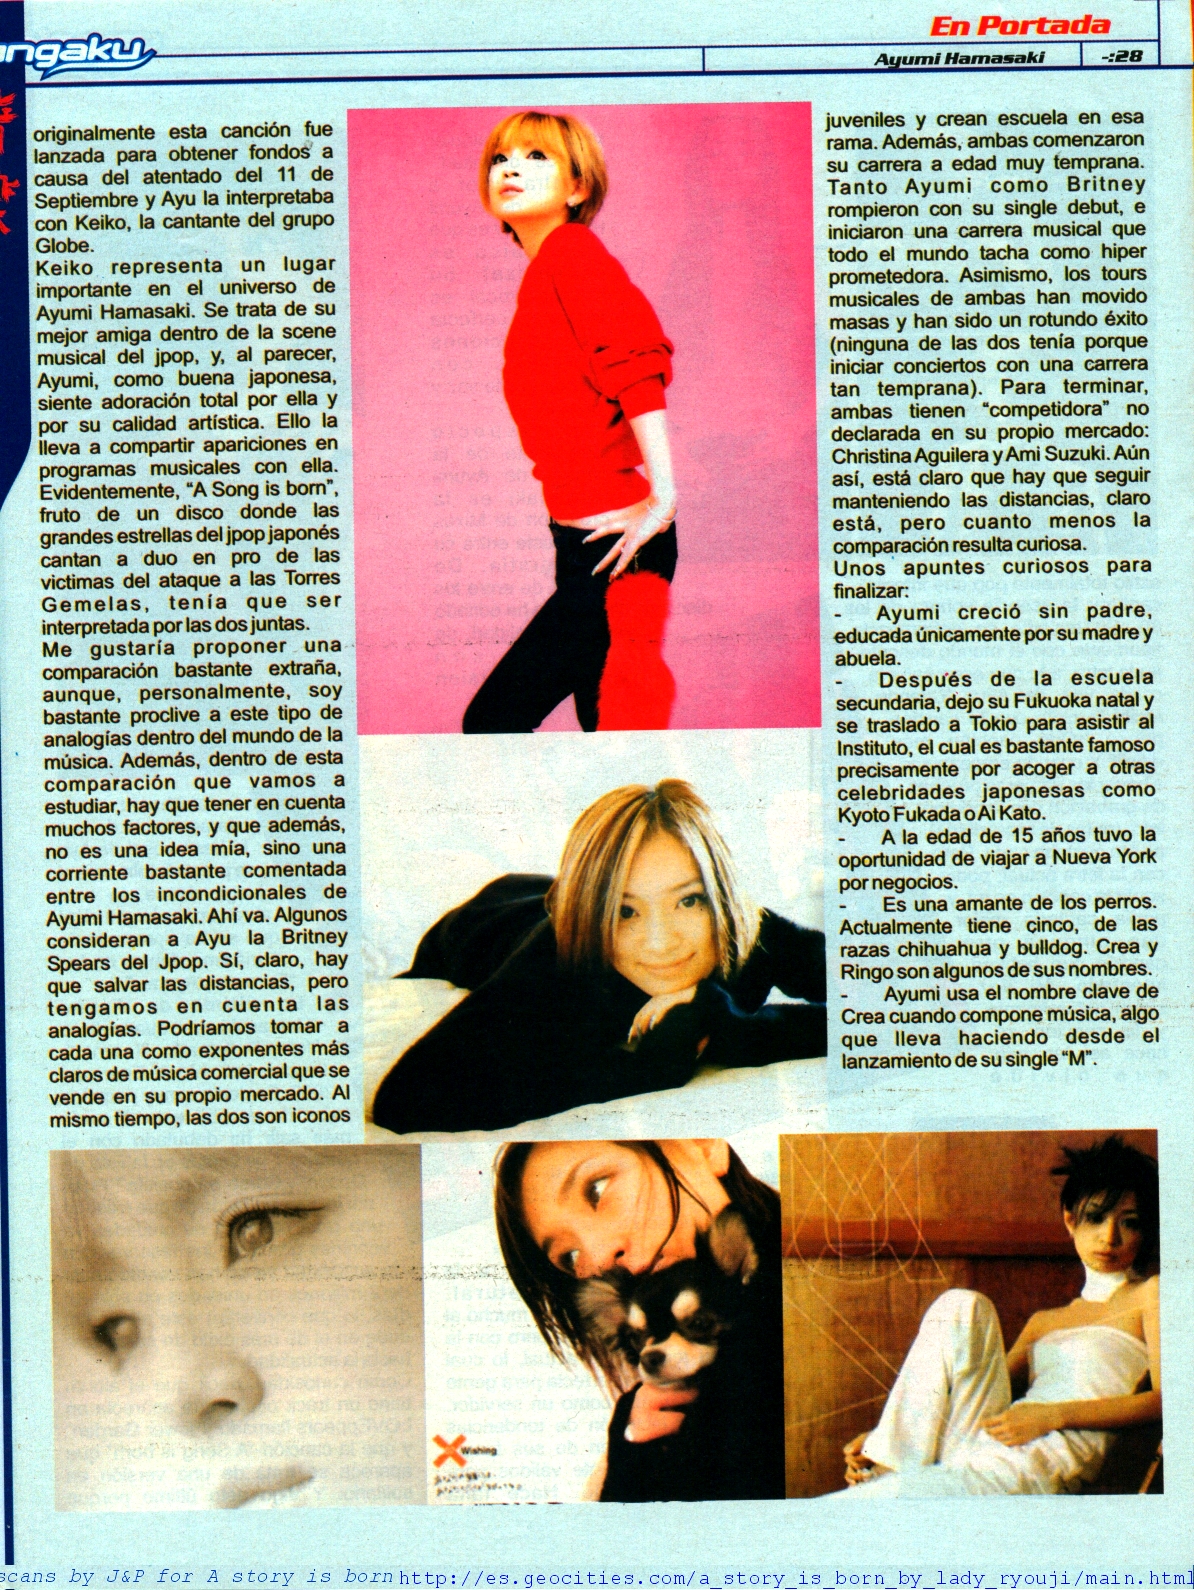 En Portada
Ayumi Hamasaki
-:28
originalmente esta canción fue
lanzada para obtener fondos a
causa del atentado del 11 de
Septiembre y Ayu la interpretaba
con Keiko, la cantante del grupo
Globe.
Keiko representa un lugar
importante en el universo de
Ayumi Hamasaki. Se trata de su
mejor amiga dentro de la scene
musical del jpop, y, al parecer,
Ayumi, como buena japonesa,
siente adoración total por ella y
por su calidad artística. Ello la
lleva a compartir apariciones en
programas musicales con ella.
Evidentemente, “A Song is born”,
fruto de un disco donde las
grandes estrellas del jpop japonés
cantan a duo en pro de las
victimas del ataque a las Torres
Gemelas, tenía que ser
interpretada por las dos juntas.
Me gustaría proponer una
comparación bastante extraña,
aunque, personalmente, soy
bastante proclive a este tipo de
analogías dentro del mundo de la
música. Además, dentro de esta
comparación que vamos a
estudiar, hay que tener en cuenta
muchos factores, y que además,
no es una idea mía, sino una
corriente bastante comentada
entre los incondicionales de
Ayumi Hamasaki. Ahí va. Algunos
consideran a Ayu la Britney
Spears del Jpop. Sí, claro, hay
que salvar las distancias, pero
tengamos en cuenta las
analogías. Podríamos tomar a
cada una como exponentes más
claros de música comercial que se
vende en su propio mercado. Al
mismo tiempo, las dos son iconos
juveniles y crean escuela en esa
rama. Además, ambas comenzaron
su carrera a edad muy temprana.
Tanto Ayumi como Britney
rompieron con su single debut, e
iniciaron una carrera musical que
todo el mundo tacha como hiper
prometedora. Asimismo, los tours
musicales de ambas han movido
masas y han sido un rotundo éxito
(ninguna de las dos tenía porque
iniciar conciertos con una carrera
tan temprana). Para terminar,
ambas tienen “competidora” no
declarada en su propio mercado:
Christina Aguilera y Ami Suzuki. Aún
así, está claro que hay que seguir
manteniendo las distancias, claro
está, pero cuanto menos la
comparación resulta curiosa.
Unos apuntes curiosos para
finalizar:
- Ayumi creció sin padre,
educada únicamente por su madre y
abuela.
- Después de la escuela
secundaria, dejo su Fukuoka natal y
se traslado a Tokio para asistir al
Instituto, el cual es bastante famoso
precisamente por acoger a otras
celebridades japonesas como
Kyoto Fukada o Ai Kato.
- A la edad de 15 años tuvo la
oportunidad de viajar a Nueva York
por negocios.
- Es una amante de los perros.
Actualmente tiene cinco, de las
razas chihuahua y bulldog. Crea y
Ringo son algunos de sus nombres.
- Ayumi usa el nombre clave de
Crea cuando compone música, algo
que lleva haciendo desde el
lanzamiento de su single “M”.
Wishing
scans by J&P for A story is born http://es.geocities.com/a_story_is_born_by_lady_ryouji/main.html